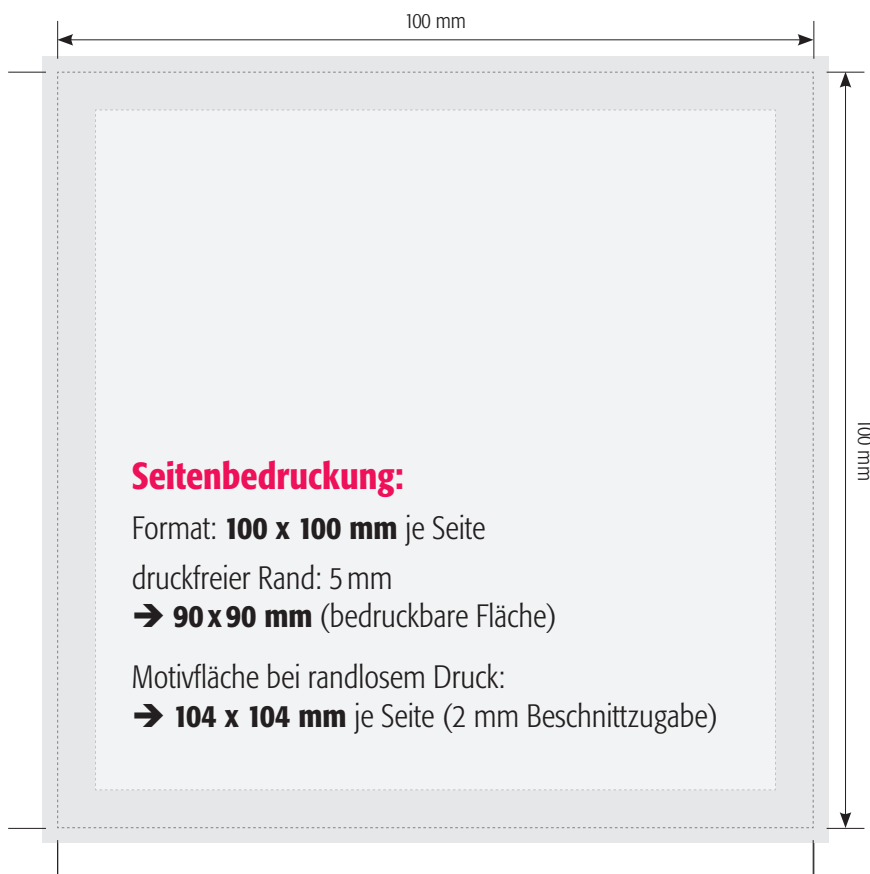 100 mm
100 mm
Seitenbedruckung:
Format: 100 x 100 mm je Seite
druckfreier Rand: 5 mm
➔ 90 x 90 mm (bedruckbare Fläche)
Motivfläche bei randlosem Druck:
➔ 104 x 104 mm je Seite (2 mm Beschnittzugabe)